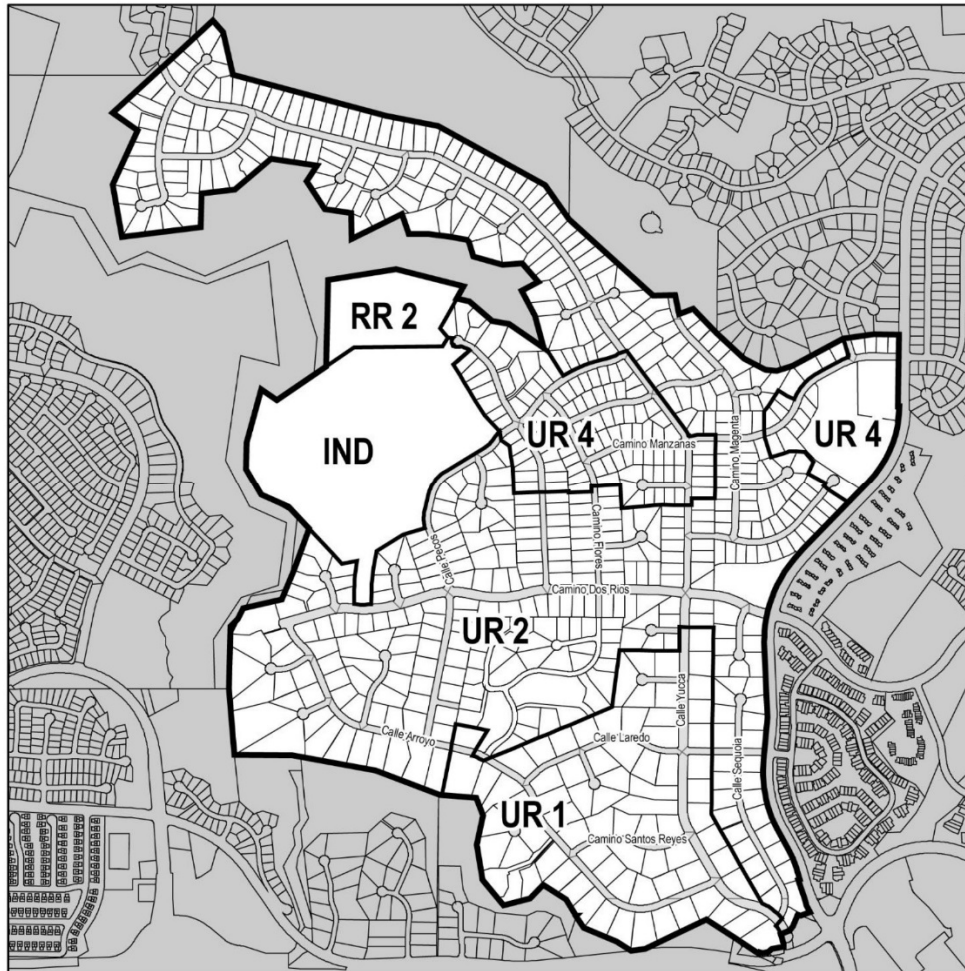 RR 2
IND
UR 4
UR 4
Camino Manzanas
Camino Magenta
Camino Flores
Calle Pecos
Camino Dos Rios
UR 2
Calle Yucca
Calle Arroyo
Calle Laredo
Calle Sequoia
UR 1
Camino Santos Reyes